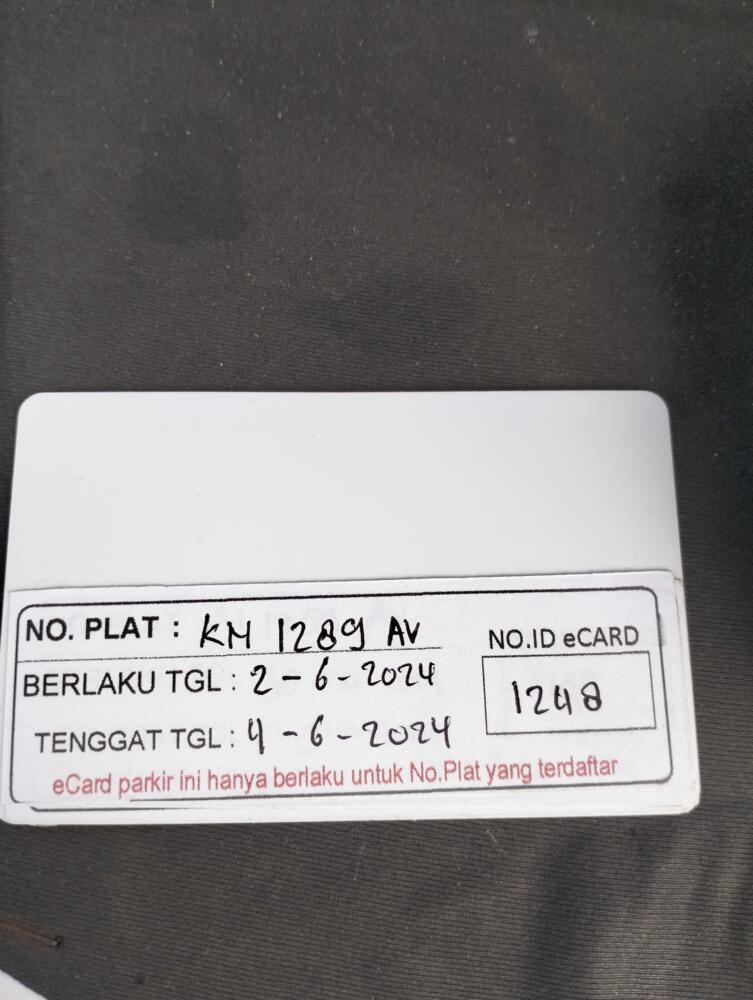 NO. PLAT : KM 1289 AV
BERLAKU TGL : 2-6-2024
TENGGAT TGL : 4-6-2024
NO.ID eCARD
1248
eCard parkir ini hanya berlaku untuk No.Plat yang terdaftar